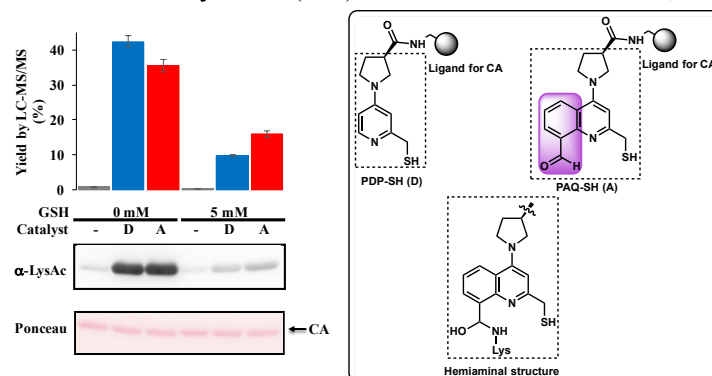 Yield by LC-MS/MS
(%)
40
30
20
10
0
GSH 0 mM 5 mM
Catalyst - D A - D A
α-LysAc
Ponceau CA
O
NH
Ligand for CA
N
N
SH
PDP-SH (D)
O
NH
Ligand for CA
N
N
O H
SH
PAQ-SH (A)
N
N
HO NH
SH
Lys
Hemiaminal structure